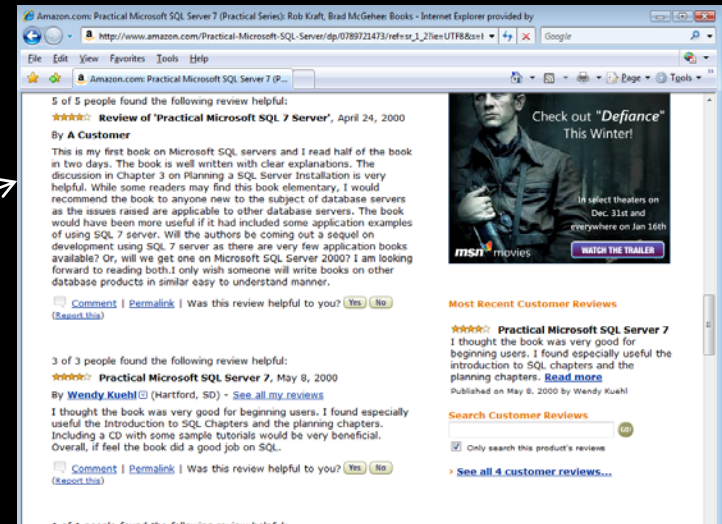 Amazon.com: Practical Microsoft SQL Server 7 (Practical Series): Rob Kraft, Brad McGehee: Books - Internet Explorer provided by
http://www.amazon.com/Practical-Microsoft-SQL-Server/dp/0789721473/ref=sr_1_2?ie=UTF8&s=l
Google
File Edit View Favorites Tools Help
Amazon.com: Practical Microsoft SQL Server 7 (P...
Page Tools
5 of 5 people found the following review helpful:
Review of 'Practical Microsoft SQL 7 Server', April 24, 2000
By A Customer
This is my first book on Microsoft SQL servers and I read half of the book
in two days. The book is well written with clear explanations. The
discussion in Chapter 3 on Planning a SQL Server Installation is very
helpful. While some readers may find this book elementary, I would
recommend the book to anyone new to the subject of database servers
as the issues raised are applicable to other database servers. The book
would have been more useful if it had included some application examples
of using SQL 7 server. Will the authors be coming out a sequel on
development using SQL 7 server as there are very few application books
available? Or, will we get one on Microsoft SQL Server 2000? I am looking
forward to reading both.I only wish someone will write books on other
database products in similar easy to understand manner.
Comment | Permalink | Was this review helpful to you? Yes No
(Report this)
3 of 3 people found the following review helpful:
Practical Microsoft SQL Server 7, May 8, 2000
By Wendy Kuehl (Hartford, SD) - See all my reviews
I thought the book was very good for beginning users. I found especially
useful the Introduction to SQL Chapters and the planning chapters.
Including a CD with some sample tutorials would be very beneficial.
Overall, if feel the book did a good job on SQL.
Comment | Permalink | Was this review helpful to you? Yes No
(Report this)
Check out "Defiance"
This Winter!
In select theaters on
Dec. 31st and
everywhere on Jan 16th
msn movies
WATCH THE TRAILER
Most Recent Customer Reviews
Practical Microsoft SQL Server 7
I thought the book was very good for
beginning users. I found especially useful the
introduction to SQL chapters and the
planning chapters. Read more
Published on May 8, 2000 by Wendy Kuehl
Search Customer Reviews
GO!
Only search this product's reviews
See all 4 customer reviews...